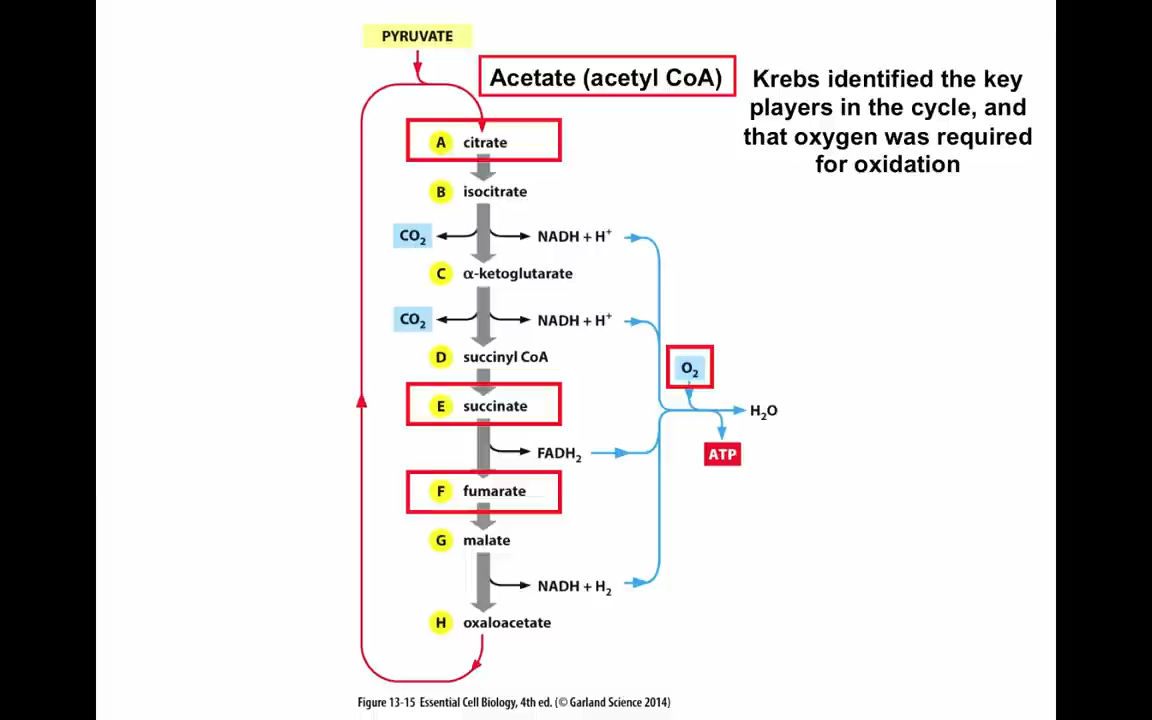 PYRUVATE
Acetate (acetyl CoA)
Krebs identified the key
players in the cycle, and
that oxygen was required
for oxidation
A citrate
B isocitrate
CO₂ NADH + H⁺
C α-ketoglutarate
CO₂ NADH + H⁺
D succinyl CoA
O₂
E succinate
H₂O
FADH₂
ATP
F fumarate
G malate
NADH + H₂
H oxaloacetate
Figure 13-15 Essential Cell Biology, 4th ed. (© Garland Science 2014)